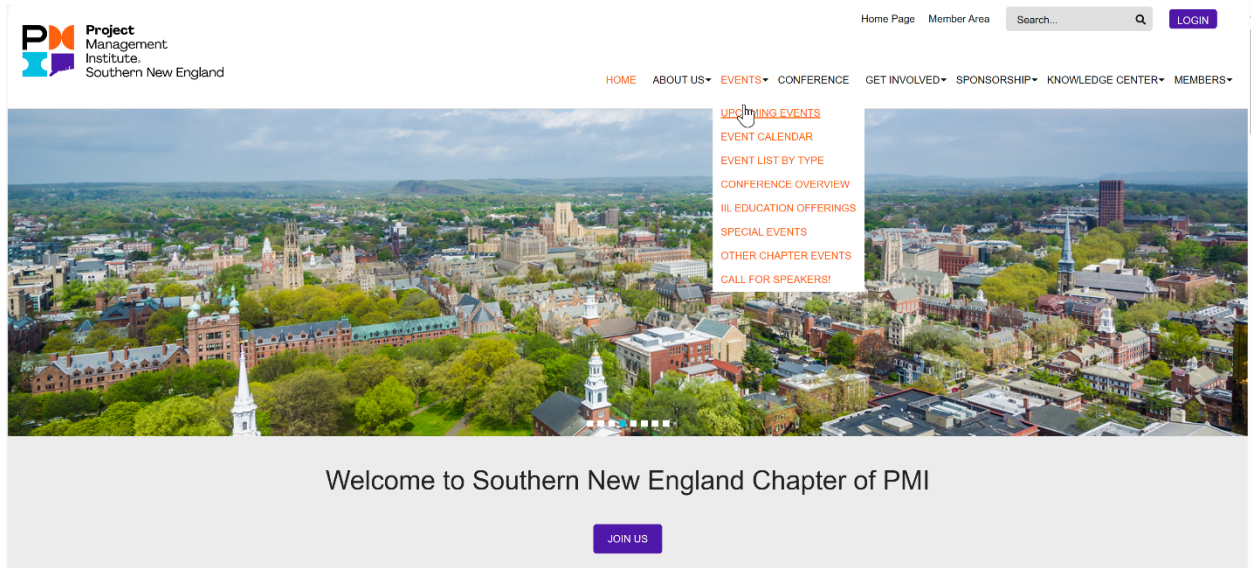 Home Page Member Area Search... LOGIN
PM
Project
Management
Institute.
Southern New England
HOME ABOUT US EVENTS CONFERENCE GET INVOLVED SPONSORSHIP KNOWLEDGE CENTER MEMBERS
UPCOMING EVENTS
EVENT CALENDAR
EVENT LIST BY TYPE
CONFERENCE OVERVIEW
IIL EDUCATION OFFERINGS
SPECIAL EVENTS
OTHER CHAPTER EVENTS
CALL FOR SPEAKERS!
Welcome to Southern New England Chapter of PMI
JOIN US